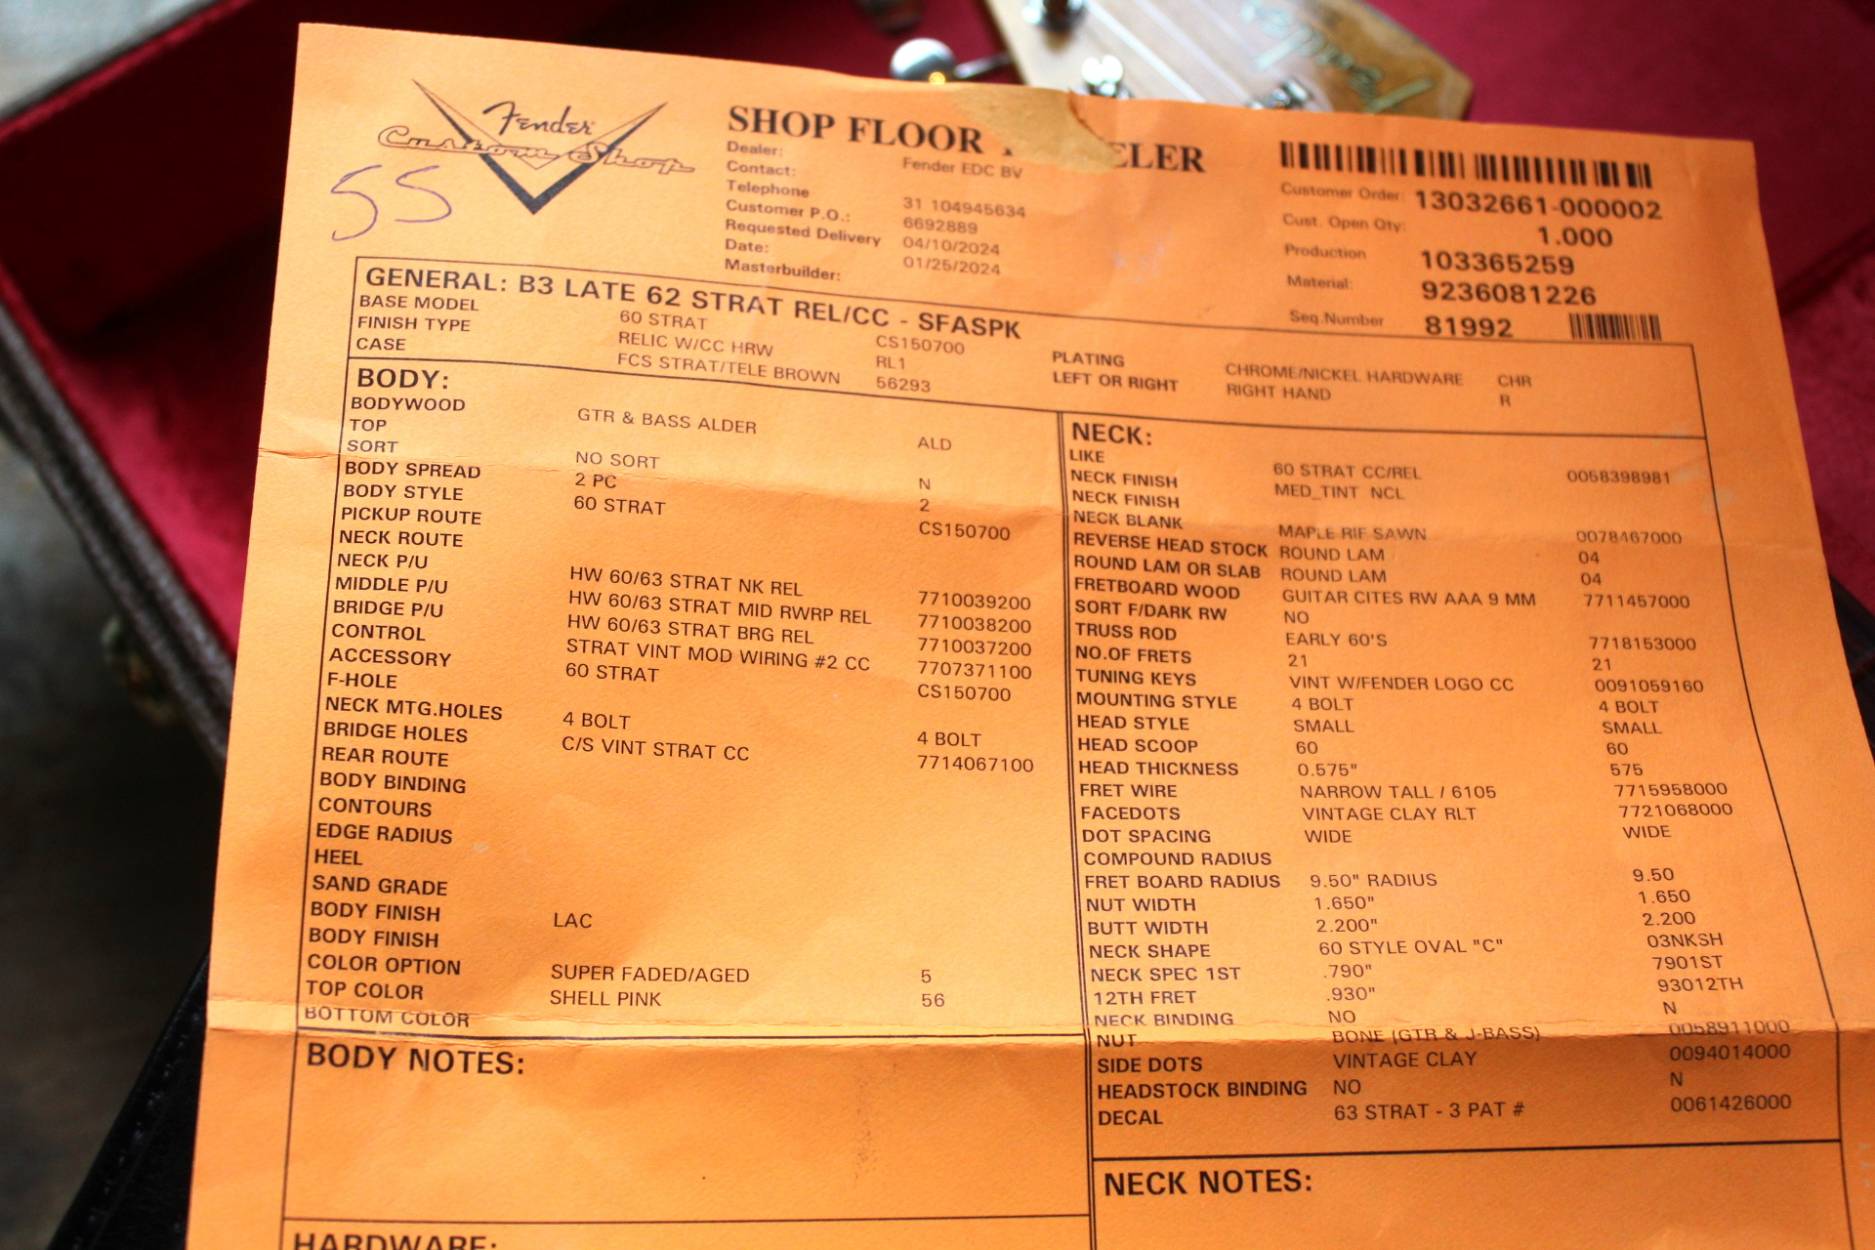 Fender
Custom Shop
SS
SHOP FLOOR ELER
Dealer: Fender EDC BV
Contact:
Telephone 31 104945634
Customer P.O.: 6692889
Requested Delivery 04/10/2024
Date: 01/25/2024
Masterbuilder:
Customer Order: 13032661-000002
Cust. Open Qty: 1.000
Production 103365259
Material: 9236081226
Seq.Number 81992
GENERAL: B3 LATE 62 STRAT REL/CC - SFASPK
BASE MODEL 60 STRAT CS150700
FINISH TYPE RELIC W/CC HRW RL1
CASE FCS STRAT/TELE BROWN 56293
PLATING CHROME/NICKEL HARDWARE CHR
LEFT OR RIGHT RIGHT HAND R
BODY:
BODYWOOD GTR & BASS ALDER ALD
TOP
SORT NO SORT N
BODY SPREAD 2 PC 2
BODY STYLE 60 STRAT CS150700
PICKUP ROUTE
NECK ROUTE
NECK P/U HW 60/63 STRAT NK REL 7710039200
MIDDLE P/U HW 60/63 STRAT MID RWRP REL 7710038200
BRIDGE P/U HW 60/63 STRAT BRG REL 7710037200
CONTROL STRAT VINT MOD WIRING #2 CC 7707371100
ACCESSORY 60 STRAT CS150700
F-HOLE
NECK MTG.HOLES 4 BOLT 4 BOLT
BRIDGE HOLES C/S VINT STRAT CC 7714067100
REAR ROUTE
BODY BINDING
CONTOURS
EDGE RADIUS
HEEL
SAND GRADE
BODY FINISH LAC
BODY FINISH
COLOR OPTION SUPER FADED/AGED 5
TOP COLOR SHELL PINK 56
BOTTOM COLOR
BODY NOTES:
HARDWARE:
NECK:
LIKE
NECK FINISH 60 STRAT CC/REL 0058398981
NECK FINISH MED_TINT NCL
NECK BLANK MAPLE RIF SAWN 0078467000
REVERSE HEAD STOCK ROUND LAM 04
ROUND LAM OR SLAB ROUND LAM 04
FRETBOARD WOOD GUITAR CITES RW AAA 9 MM 7711457000
SORT F/DARK RW NO
TRUSS ROD EARLY 60'S 7718153000
NO.OF FRETS 21 21
TUNING KEYS VINT W/FENDER LOGO CC 0091059160
MOUNTING STYLE 4 BOLT 4 BOLT
HEAD STYLE SMALL SMALL
HEAD SCOOP 60 60
HEAD THICKNESS 0.575" 575
FRET WIRE NARROW TALL / 6105 7715958000
FACEDOTS VINTAGE CLAY RLT 7721068000
DOT SPACING WIDE WIDE
COMPOUND RADIUS
FRET BOARD RADIUS 9.50" RADIUS 9.50
NUT WIDTH 1.650" 1.650
BUTT WIDTH 2.200" 2.200
NECK SHAPE 60 STYLE OVAL "C" 03NKSH
NECK SPEC 1ST .790" 7901ST
12TH FRET .930" 93012TH
NECK BINDING NO N
NUT BONE (GTR & J-BASS) 0058911000
SIDE DOTS VINTAGE CLAY 0094014000
HEADSTOCK BINDING NO N
DECAL 63 STRAT - 3 PAT # 0061426000
NECK NOTES: